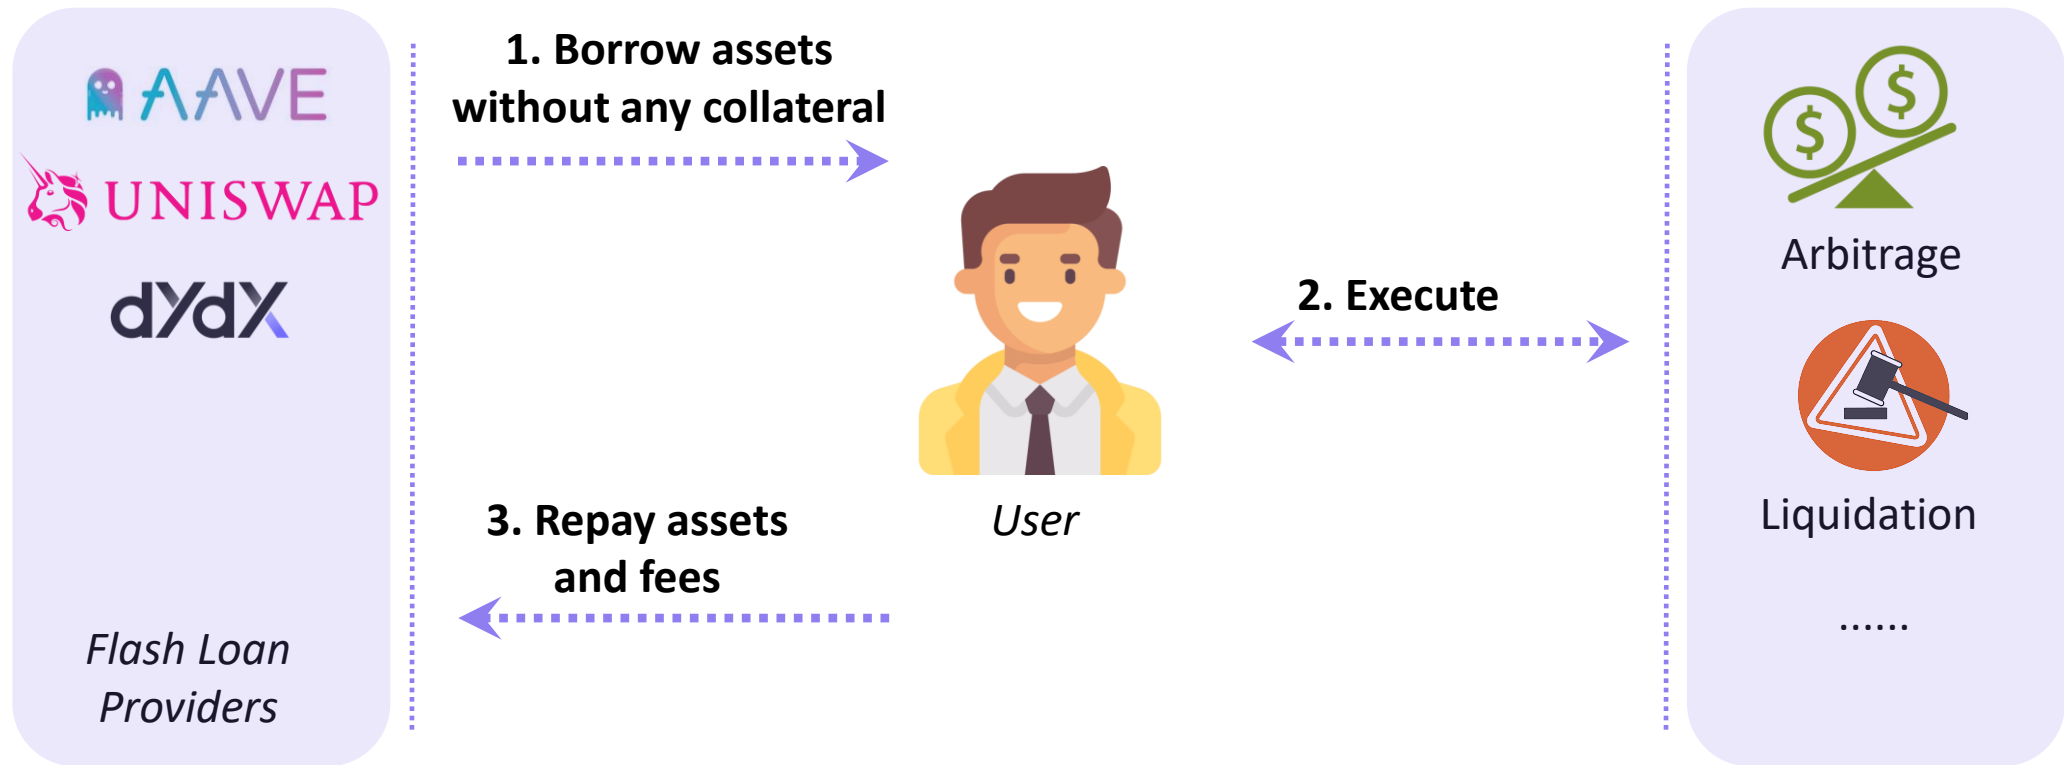 AAVE
UNISWAP
dYdX
Flash Loan
Providers
1. Borrow assets
without any collateral
3. Repay assets
and fees
User
2. Execute
$
$
Arbitrage
Liquidation
......